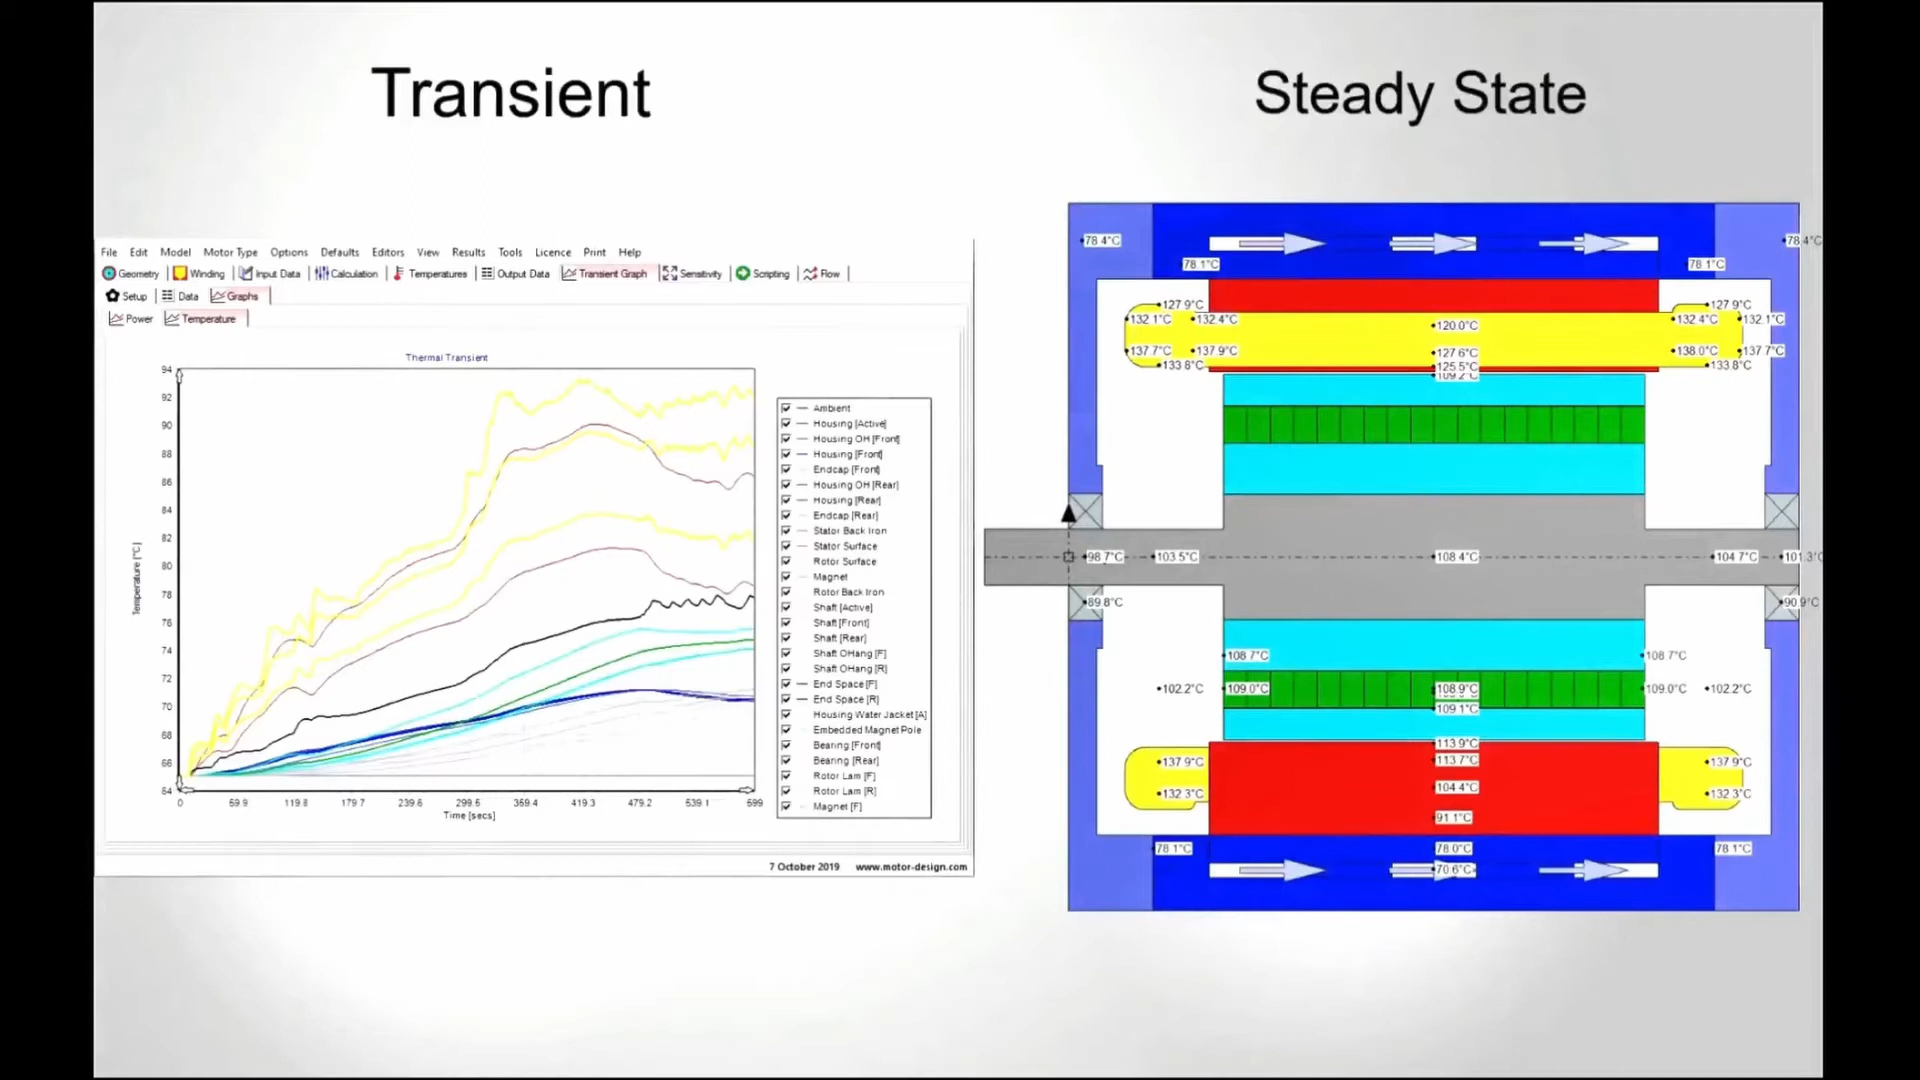 Transient
Steady State
File Edit Model Motor Type Options Defaults Editors View Results Tools Licence Print Help
Geometry Winding Input Data Calculation Temperatures Output Data Transient Graph Sensitivity Scripting Flow
Setup Data Graphs
Power Temperature
Thermal Transient
Temperature [°C]
94
92
90
88
86
84
82
80
78
76
74
72
70
68
66
64
0 59.9 119.8 179.7 239.6 299.5 359.4 419.3 479.2 539.1 699
Time [secs]
Ambient
Housing [Active]
Housing OH [Front]
Housing [Front]
Endcap [Front]
Housing OH [Rear]
Housing [Rear]
Endcap [Rear]
Stator Back Iron
Stator Surface
Rotor Surface
Magnet
Rotor Back Iron
Shaft [Active]
Shaft [Front]
Shaft [Rear]
Shaft OHang [F]
Shaft OHang [R]
End Space [F]
End Space [R]
Housing Water Jacket [A]
Embedded Magnet Pole
Bearing [Front]
Bearing [Rear]
Rotor Lam [F]
Rotor Lam [R]
Magnet [F]
7 October 2019 www.motor-design.com
78.4°C 78.4°C
78.1°C 78.1°C
127.9°C 127.9°C
132.1°C 132.4°C 120.0°C 132.4°C 132.1°C
137.7°C 137.9°C 127.6°C 138.0°C 137.7°C
133.8°C 125.5°C 133.8°C
109.2°C
98.7°C 103.5°C 108.4°C 104.7°C 101.3°C
89.8°C 90.9°C
108.7°C 108.7°C
102.2°C 109.0°C 108.9°C 109.0°C 102.2°C
109.1°C
113.9°C
137.9°C 113.7°C 137.9°C
132.3°C 104.4°C 132.3°C
91.1°C
78.1°C 78.0°C 78.1°C
70.6°C